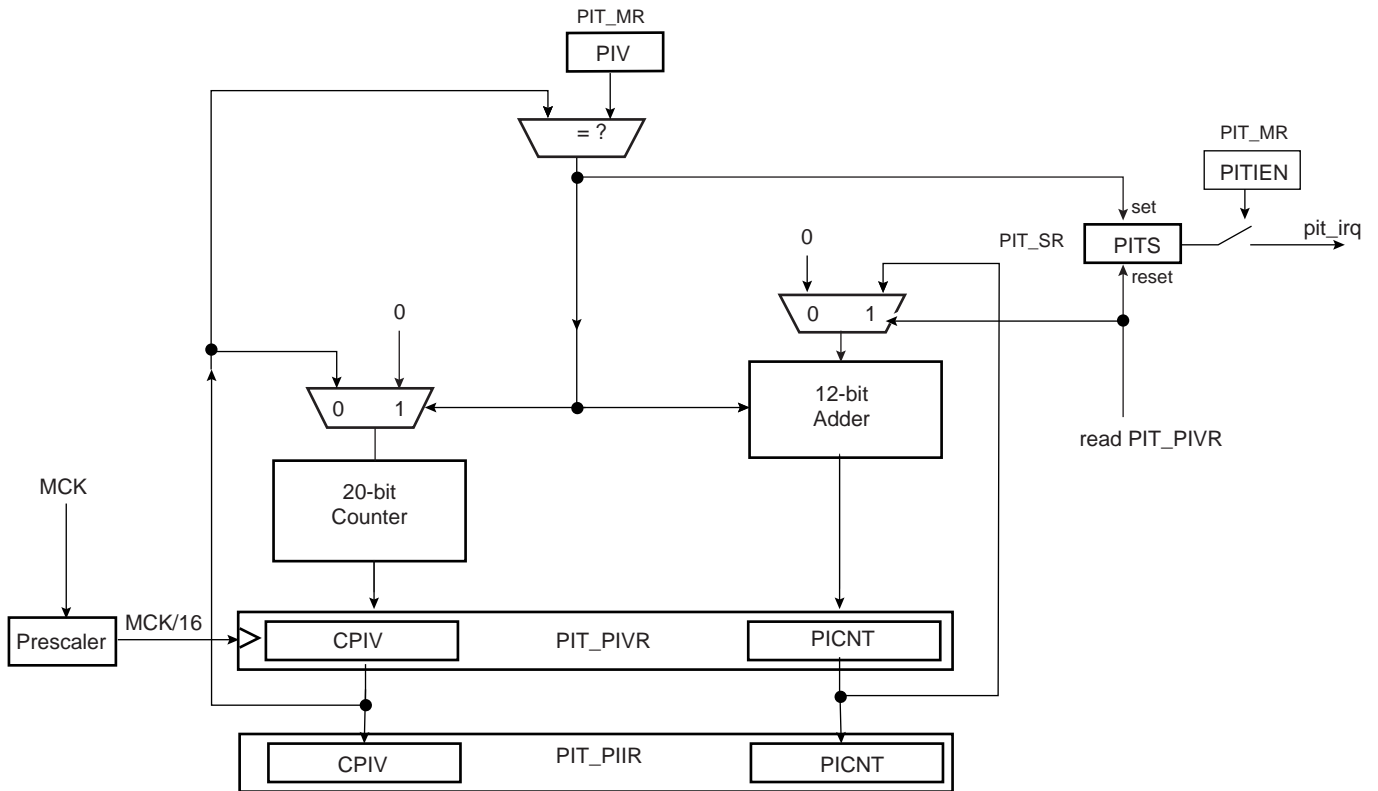 PIT_MR
PIV
= ?
PIT_MR
PITIEN
set
PIT_SR
PITS
pit_irq
reset
0
0 1
0
0 1
12-bit
Adder
read PIT_PIVR
20-bit
Counter
MCK
MCK/16
Prescaler
CPIV
PIT_PIVR
PICNT
CPIV
PIT_PIIR
PICNT